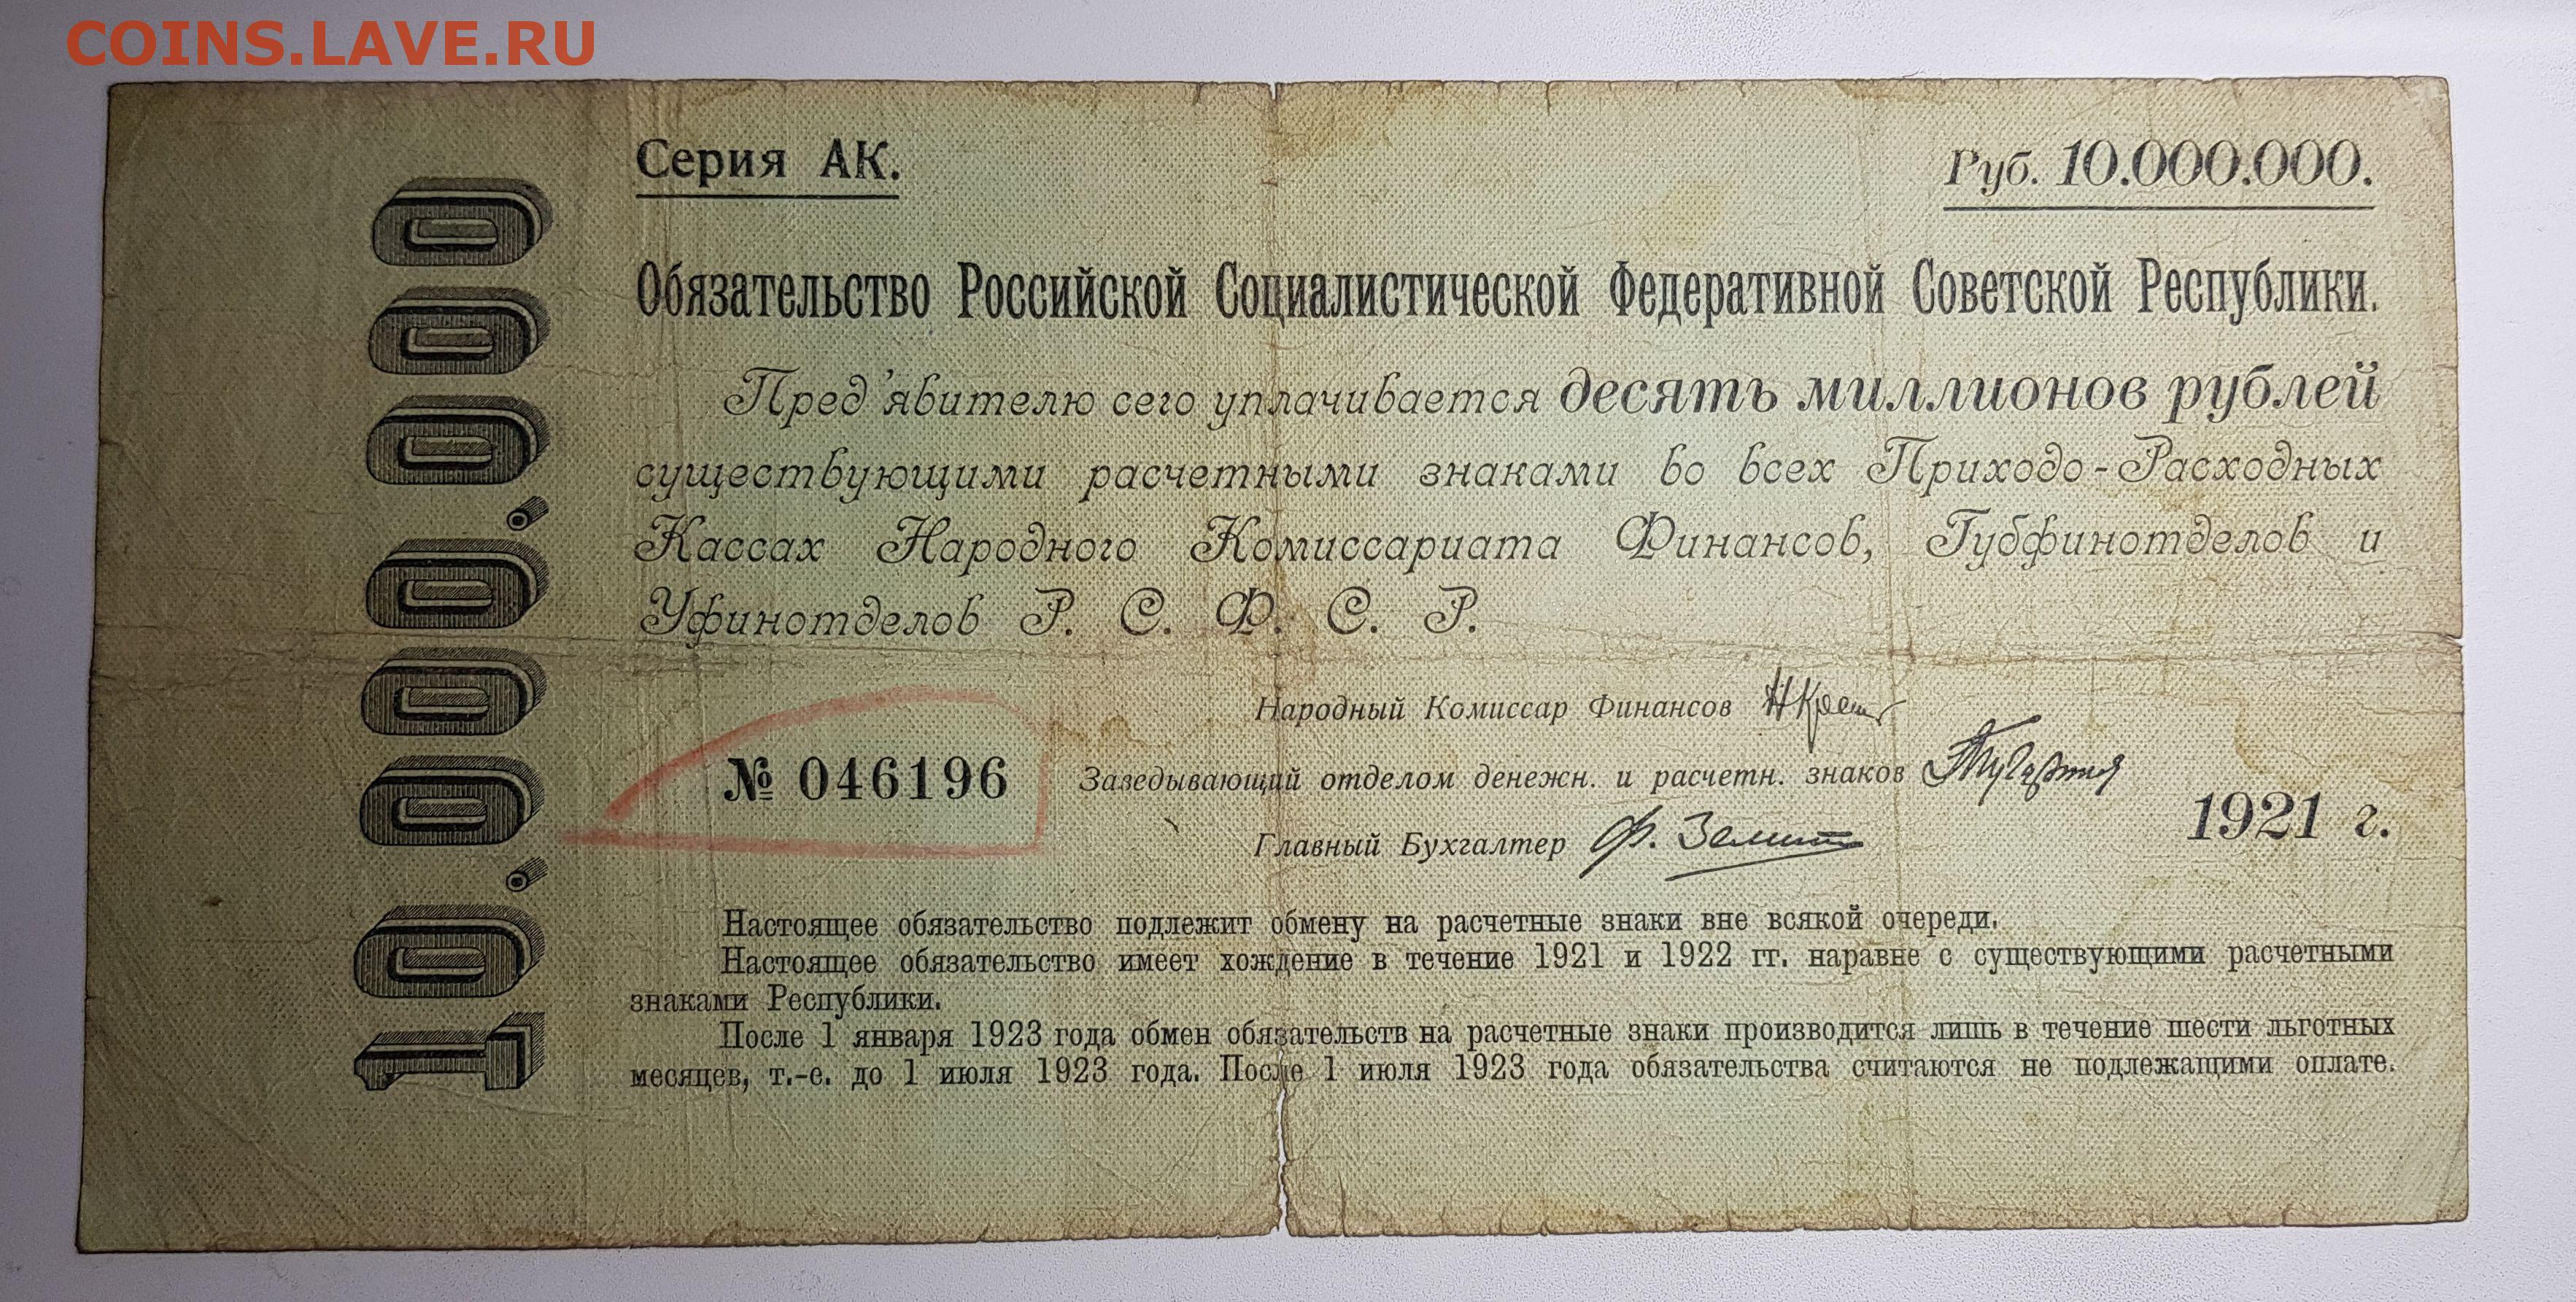 COINS.LAVE.RU
Серия АК.
Руб. 10.000.000.
10.000.000
Обязательство Российской Социалистической Федеративной Советской Республики.
Пред'явителю сего уплачивается десять миллионов рублей
существующими расчетными знаками во всех Приходо-Расходных
Кассах Народного Комиссариата Финансов, Губфинотделов и
Уфинотделов Р. С. Ф. С. Р.
Народный Комиссар Финансов
№ 046196
Заведывающий отделом денежн. и расчетн. знаков
1921 г.
Главный Бухгалтер
Настоящее обязательство подлежит обмену на расчетные знаки вне всякой очереди.
Настоящее обязательство имеет хождение в течение 1921 и 1922 гг. наравне с существующими расчетными
знаками Республики.
После 1 января 1923 года обмен обязательств на расчетные знаки производится лишь в течение шести льготных
месяцев, т.-е. до 1 июля 1923 года. После 1 июля 1923 года обязательства считаются не подлежащими оплате.